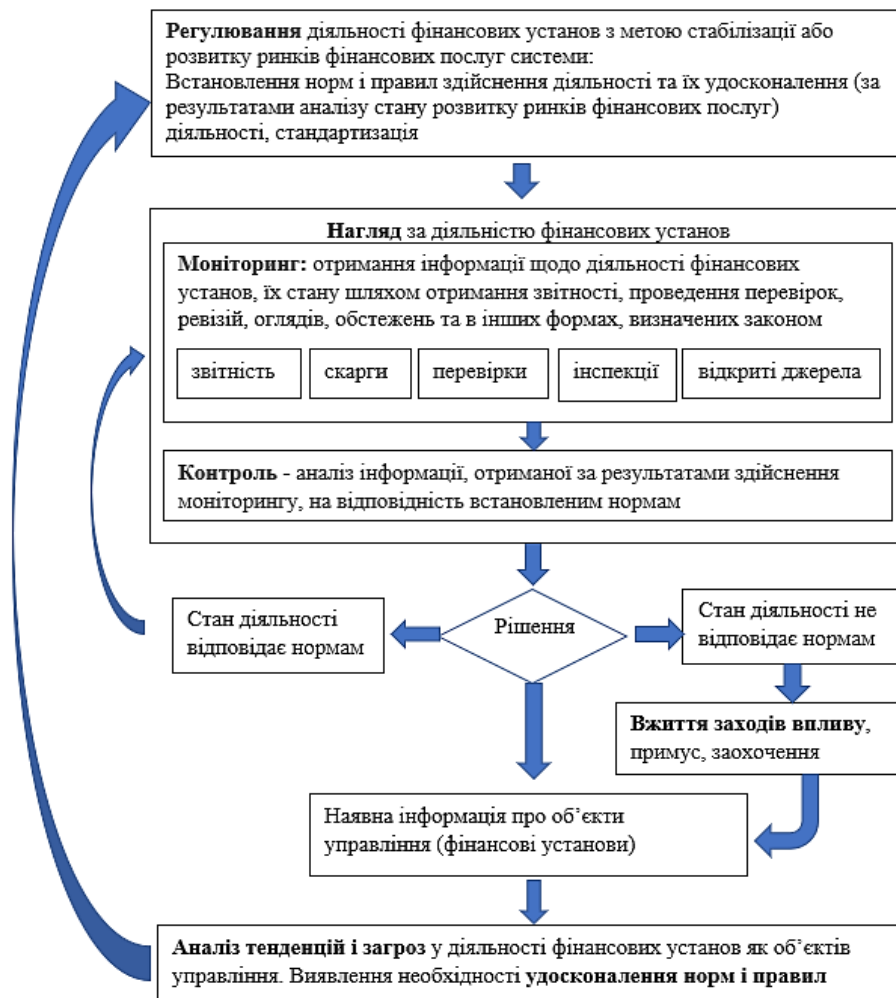 Регулювання діяльності фінансових установ з метою стабілізації або
розвитку ринків фінансових послуг системи:
Встановлення норм і правил здійснення діяльності та їх удосконалення (за
результатами аналізу стану розвитку ринків фінансових послуг)
діяльності, стандартизація
Нагляд за діяльністю фінансових установ
Моніторинг: отримання інформації щодо діяльності фінансових
установ, їх стану шляхом отримання звітності, проведення перевірок,
ревізій, оглядів, обстежень та в інших формах, визначених законом
звітність
скарги
перевірки
інспекції
відкриті джерела
Контроль - аналіз інформації, отриманої за результатами здійснення
моніторингу, на відповідність встановленим нормам
Стан діяльності
відповідає нормам
Рішення
Стан діяльності не
відповідає нормам
Вжиття заходів впливу,
примус, заохочення
Наявна інформація про об’єкти
управління (фінансові установи)
Аналіз тенденцій і загроз у діяльності фінансових установ як об’єктів
управління. Виявлення необхідності удосконалення норм і правил